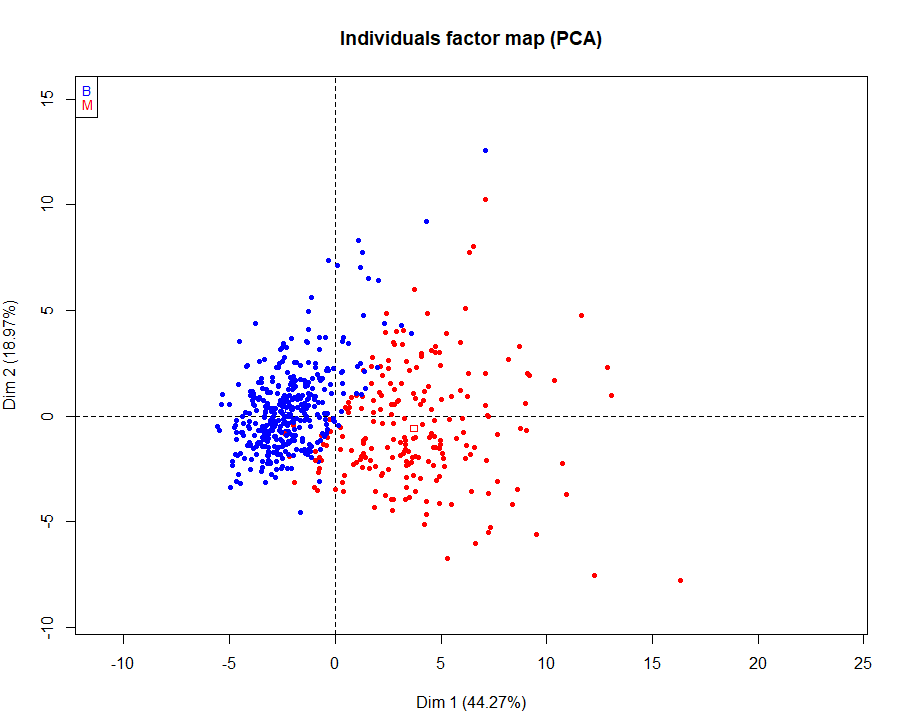 Individuals factor map (PCA)
B
M
15
10
5
0
-5
-10
Dim 2 (18.97%)
-10 -5 0 5 10 15 20 25
Dim 1 (44.27%)